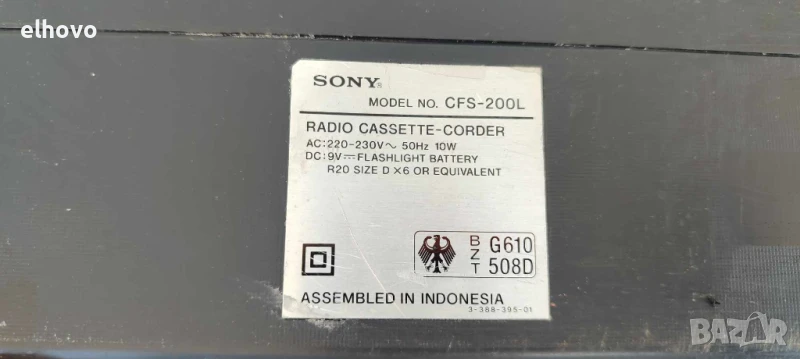 elhovo
SONY®
MODEL NO. CFS-200L
RADIO CASSETTE-CORDER
AC:220-230V~ 50Hz 10W
DC:9V⎓FLASHLIGHT BATTERY
R20 SIZE D ×6 OR EQUIVALENT
B Z T
G610
508D
ASSEMBLED IN INDONESIA
3-388-395-01
BAZAR